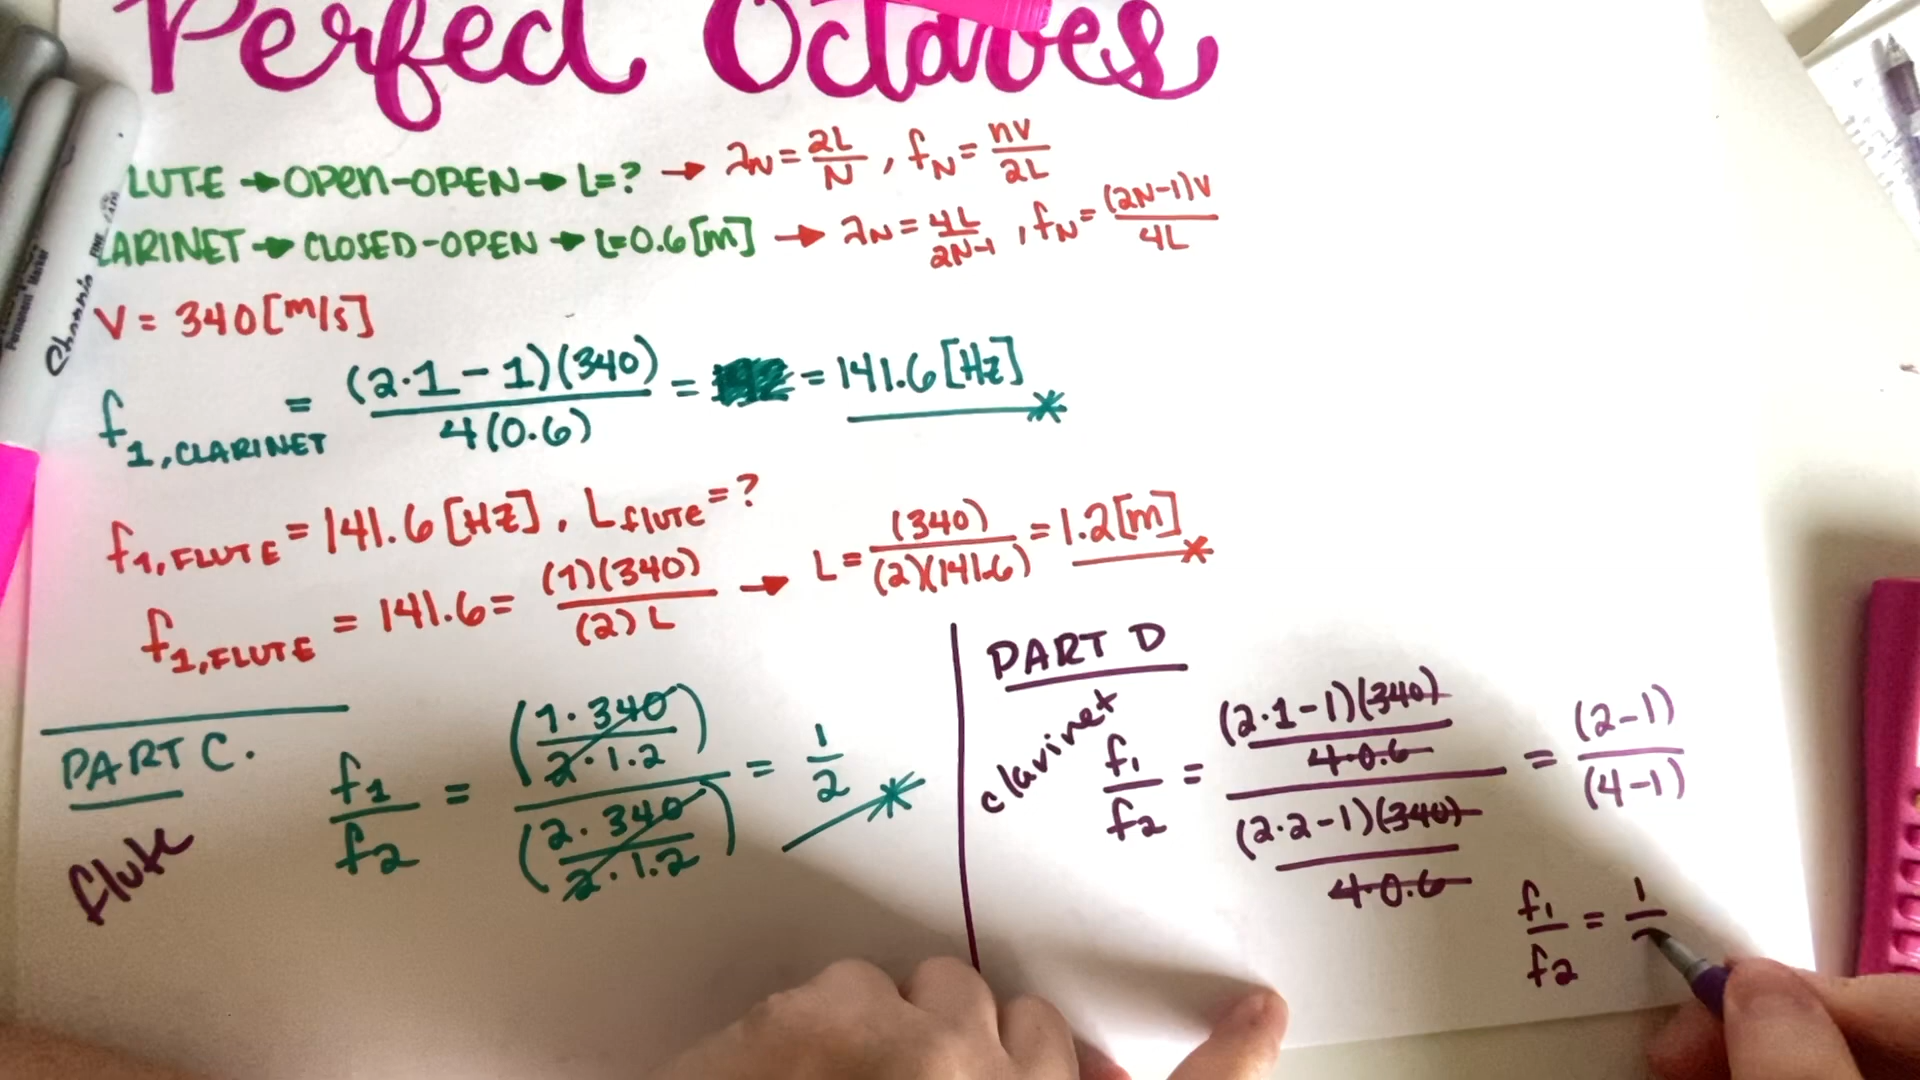 Perfect Octaves
LUTE → OPEN-OPEN → L=? → λN = 2L/N , fN = nv/2L
LARINET → CLOSED-OPEN → L=0.6[m] → λN = 4L/2N-1 , fN = (2N-1)V/4L
V = 340[m/s]
f1,CLARINET = (2·1-1)(340)/4(0.6) = = 141.6[Hz]
f1,FLUTE = 141.6[HZ], Lflute = ?
f1,FLUTE = 141.6 = (1)(340)/(2)L → L = (340)/(2)(141.6) = 1.2[m]
PART C.
flute
f1/f2 = (1·340/2·1.2)/(2·340/2·1.2) = 1/2
PART D
clarinet
f1/f2 = ((2·1-1)(340)/4·0.6)/((2·2-1)(340)/4·0.6) = (2-1)/(4-1)
f1/f2 = 1/
Permanent Marker